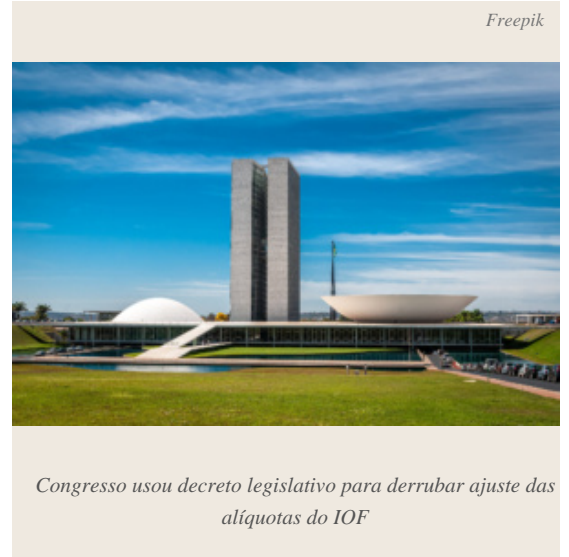 Freepik
Congresso usou decreto legislativo para derrubar ajuste das
alíquotas do IOF